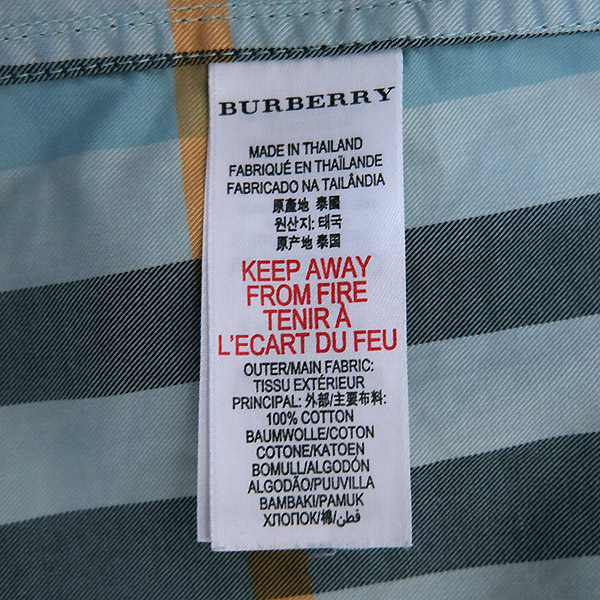 BURBERRY
MADE IN THAILAND
FABRIQUÉ EN THAÏLANDE
FABRICADO NA TAILÂNDIA
原產地 泰國
원산지: 태국
原产地 泰国
KEEP AWAY
FROM FIRE
TENIR À
L'ECART DU FEU
OUTER/MAIN FABRIC:
TISSU EXTÉRIEUR
PRINCIPAL: 外部/主要布料:
100% COTTON
BAUMWOLLE/COTON
COTONE/KATOEN
BOMULL/ALGODÓN
ALGODÃO/PUUVILLA
BAMBAKI/PAMUK
ХЛОПОК/棉/قطن